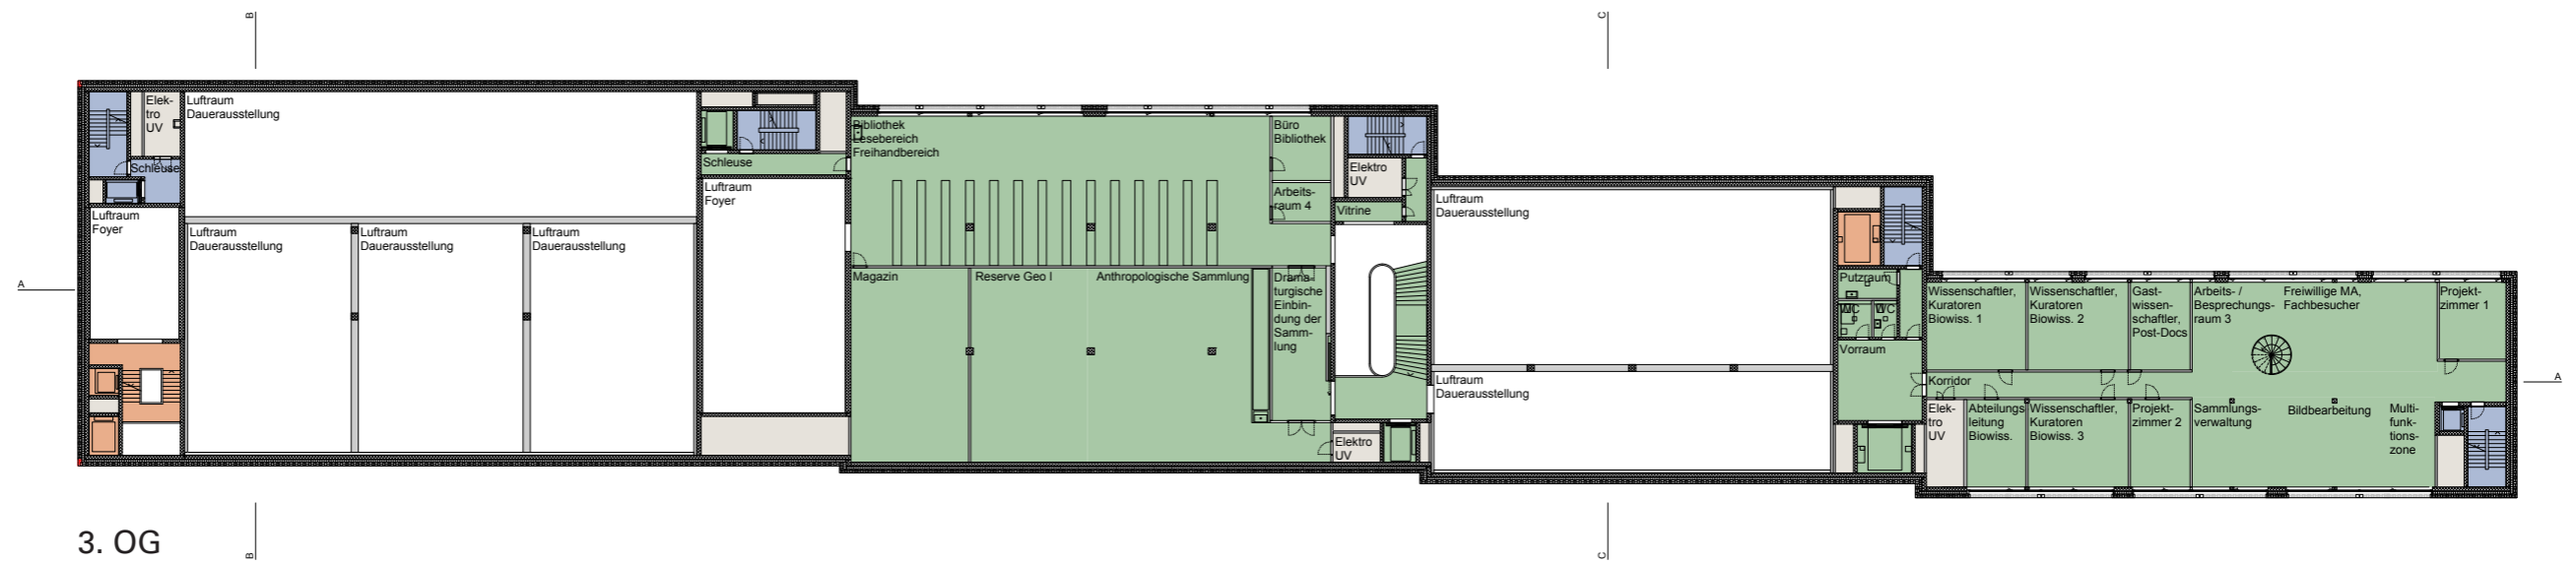 B
C
Elek-
tro
UV
Luftraum
Dauerausstellung
Schleuse
Luftraum
Foyer
Luftraum
Dauerausstellung
Luftraum
Dauerausstellung
Luftraum
Dauerausstellung
Schleuse
Luftraum
Foyer
Bibliothek
Lesebereich
Freihandbereich
Büro
Bibliothek
Arbeits-
raum 4
Elektro
UV
Vitrine
Magazin
Reserve Geo I
Anthropologische Sammlung
Drama-
turgische
Einbin-
dung der
Samm-
lung
Elektro
UV
Luftraum
Dauerausstellung
Luftraum
Dauerausstellung
Putzraum
WC
WC
Vorraum
Wissenschaftler,
Kuratoren
Biowiss. 1
Wissenschaftler,
Kuratoren
Biowiss. 2
Gast-
wissen-
schaftler,
Post-Docs
Arbeits- /
Besprechungs-
raum 3
Freiwillige MA,
Fachbesucher
Projekt-
zimmer 1
Korridor
Elek-
tro
UV
Abteilungs
leitung
Biowiss.
Wissenschaftler,
Kuratoren
Biowiss. 3
Projekt-
zimmer 2
Sammlungs-
verwaltung
Bildbearbeitung
Multi-
funk-
tions-
zone
A
A
3. OG
B
C